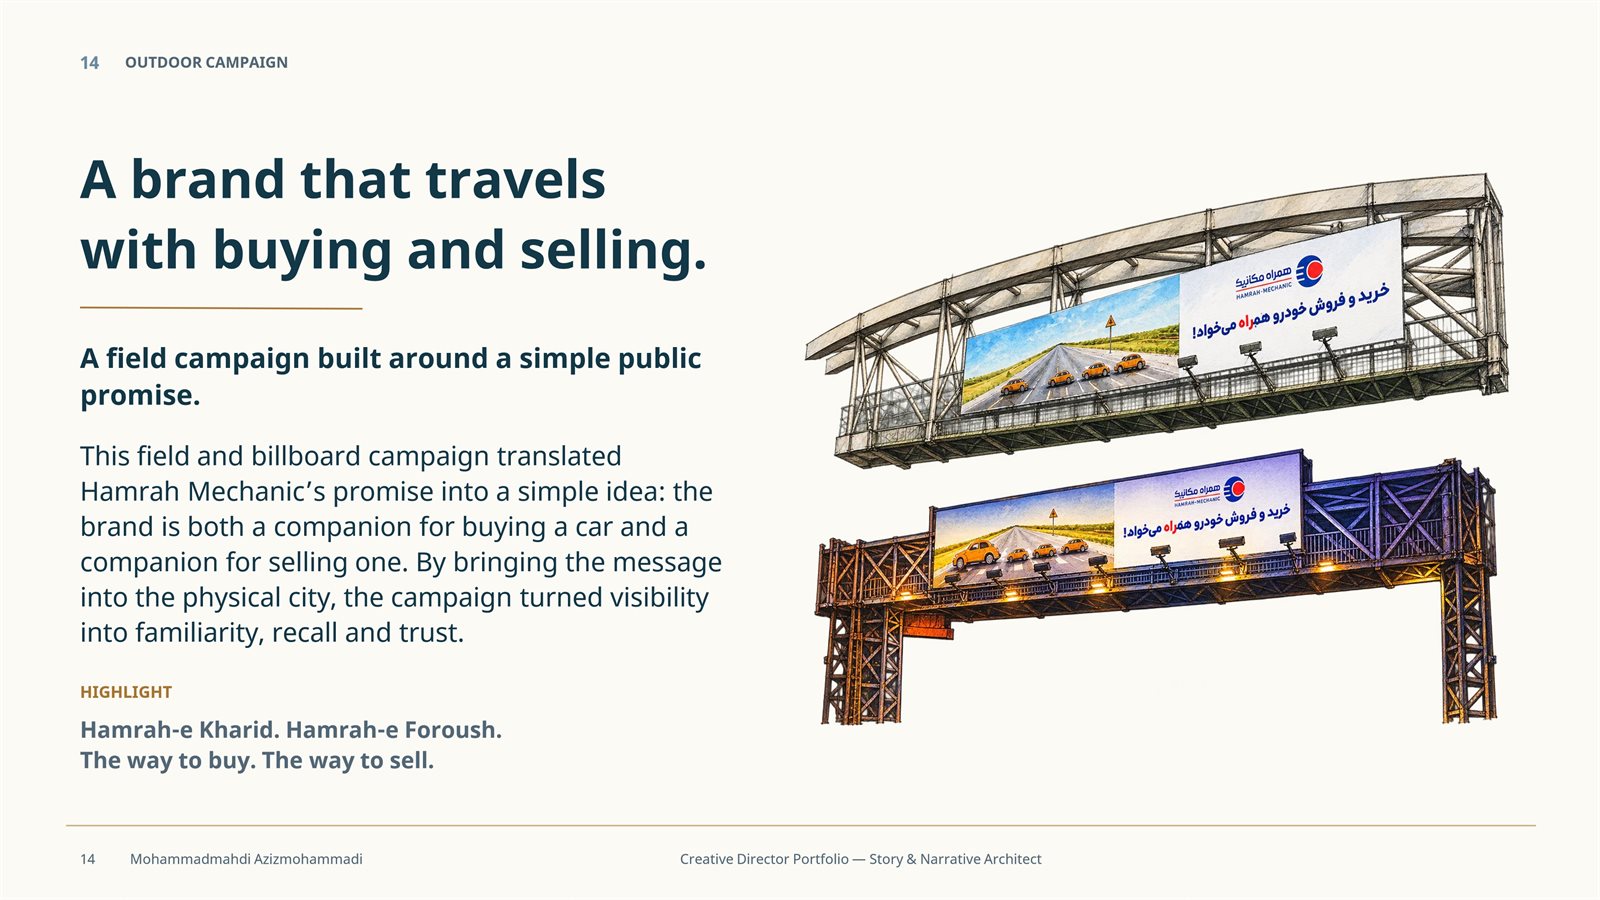 14 OUTDOOR CAMPAIGN
A brand that travels
with buying and selling.
A field campaign built around a simple public
promise.
This field and billboard campaign translated
Hamrah Mechanic’s promise into a simple idea: the
brand is both a companion for buying a car and a
companion for selling one. By bringing the message
into the physical city, the campaign turned visibility
into familiarity, recall and trust.
HIGHLIGHT
Hamrah-e Kharid. Hamrah-e Foroush.
The way to buy. The way to sell.
همراه مکانیک
HAMRAH-MECHANIC
خرید و فروش خودرو همراه می‌خواد!
همراه مکانیک
HAMRAH-MECHANIC
خرید و فروش خودرو همراه می‌خواد!
14 Mohammadmahdi Azizmohammadi
Creative Director Portfolio — Story & Narrative Architect